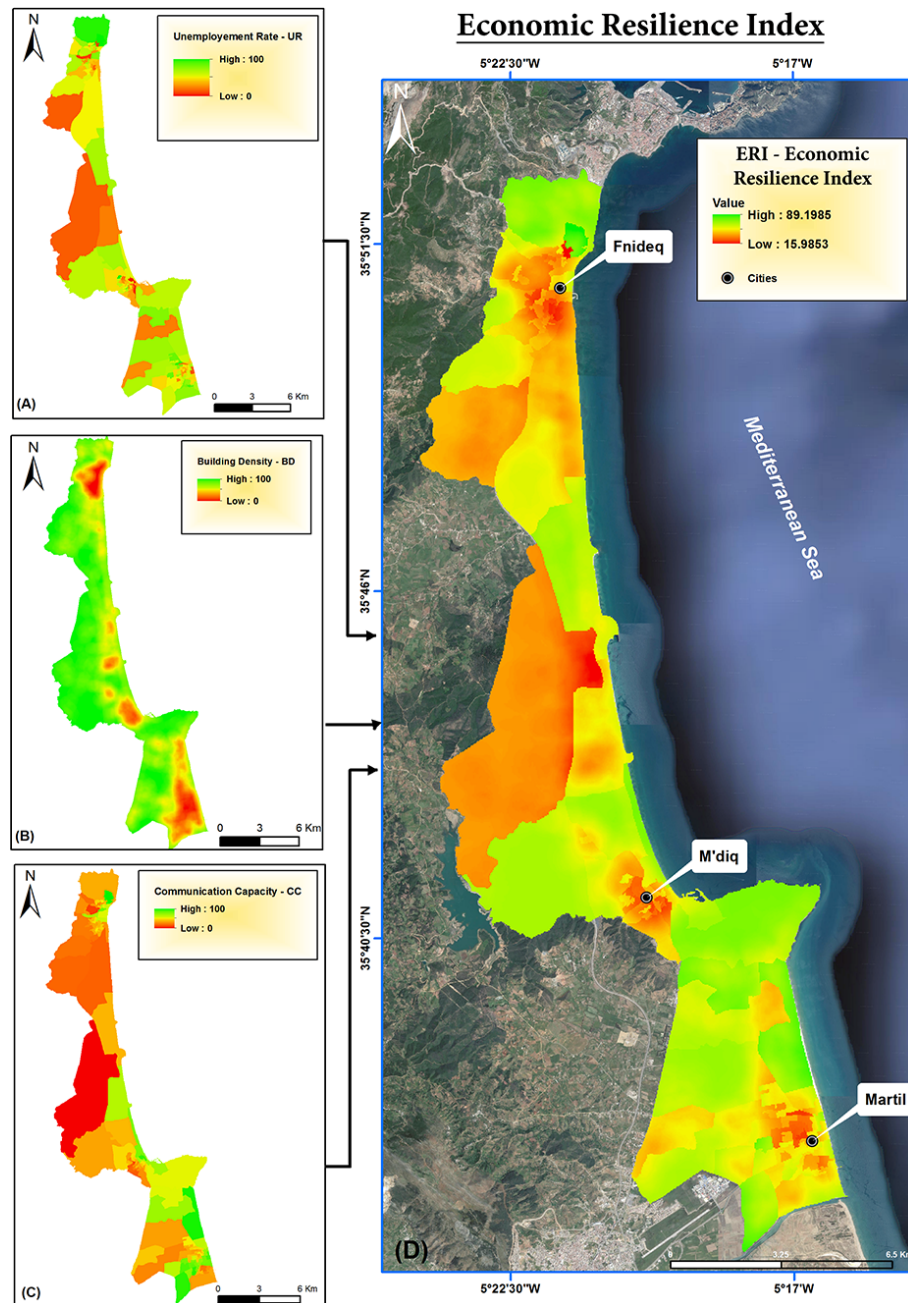 Economic Resilience Index
N
Unemployement Rate - UR
High : 100
Low : 0
0 3 6 Km
(A)
N
Building Density - BD
High : 100
Low : 0
0 3 6 Km
(B)
N
Communication Capacity - CC
High : 100
Low : 0
0 3 6 Km
(C)
5°22'30"W
5°17'W
N
35°51'30"N
35°46'N
35°40'30"N
ERI - Economic
Resilience Index
Value
High : 89.1985
Low : 15.9853
Cities
Fnideq
Mediterranean Sea
M'diq
Martil
(D)
0 3.25 6.5 Km
5°22'30"W
5°17'W